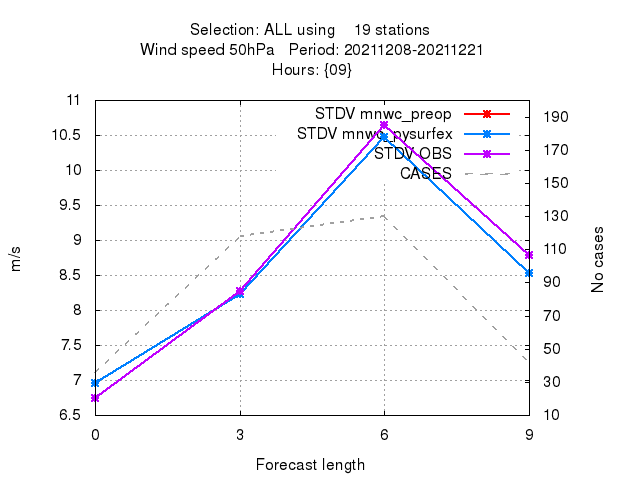 Selection: ALL using 19 stations
Wind speed 50hPa Period: 20211208-20211221
Hours: {09}
STDV mnwc_preop
STDV mnwc_pysurfex
STDV OBS
CASES
11
10.5
10
9.5
9
8.5
8
7.5
7
6.5
190
170
150
130
110
90
70
50
30
10
m/s
No cases
0 3 6 9
Forecast length